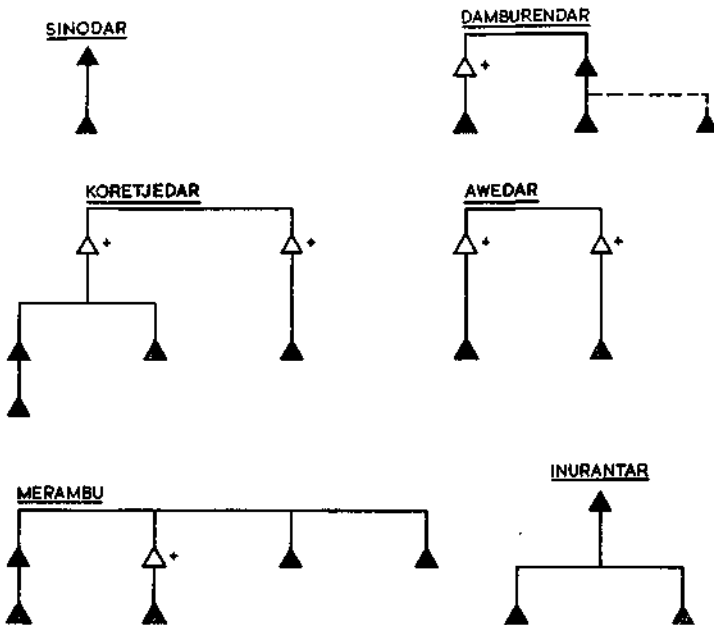 SINODAR
DAMBURENDAR
+
KORETJEDAR
AWEDAR
+
+
+
+
MERAMBU
INURANTAR
+